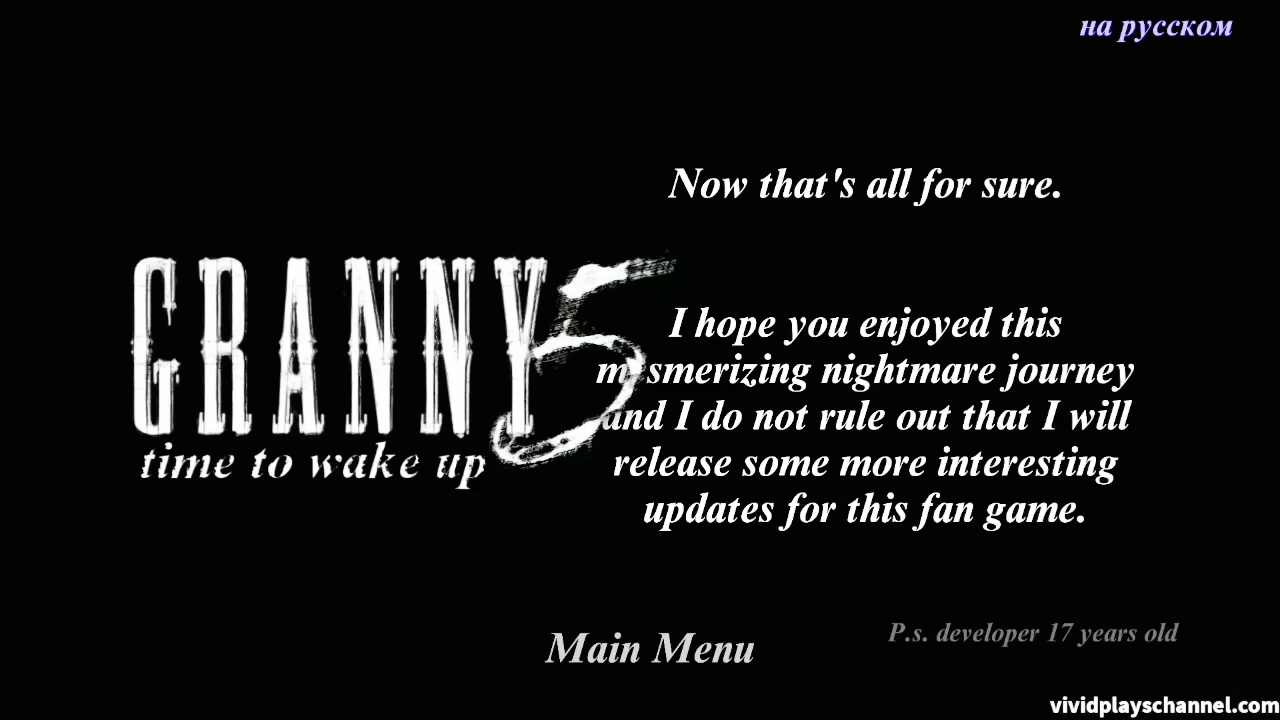 на русском
Now that's all for sure.
GRANNY 5
time to wake up
I hope you enjoyed this
mesmerizing nightmare journey
and I do not rule out that I will
release some more interesting
updates for this fan game.
P.s. developer 17 years old
Main Menu
vividplayschannel.com